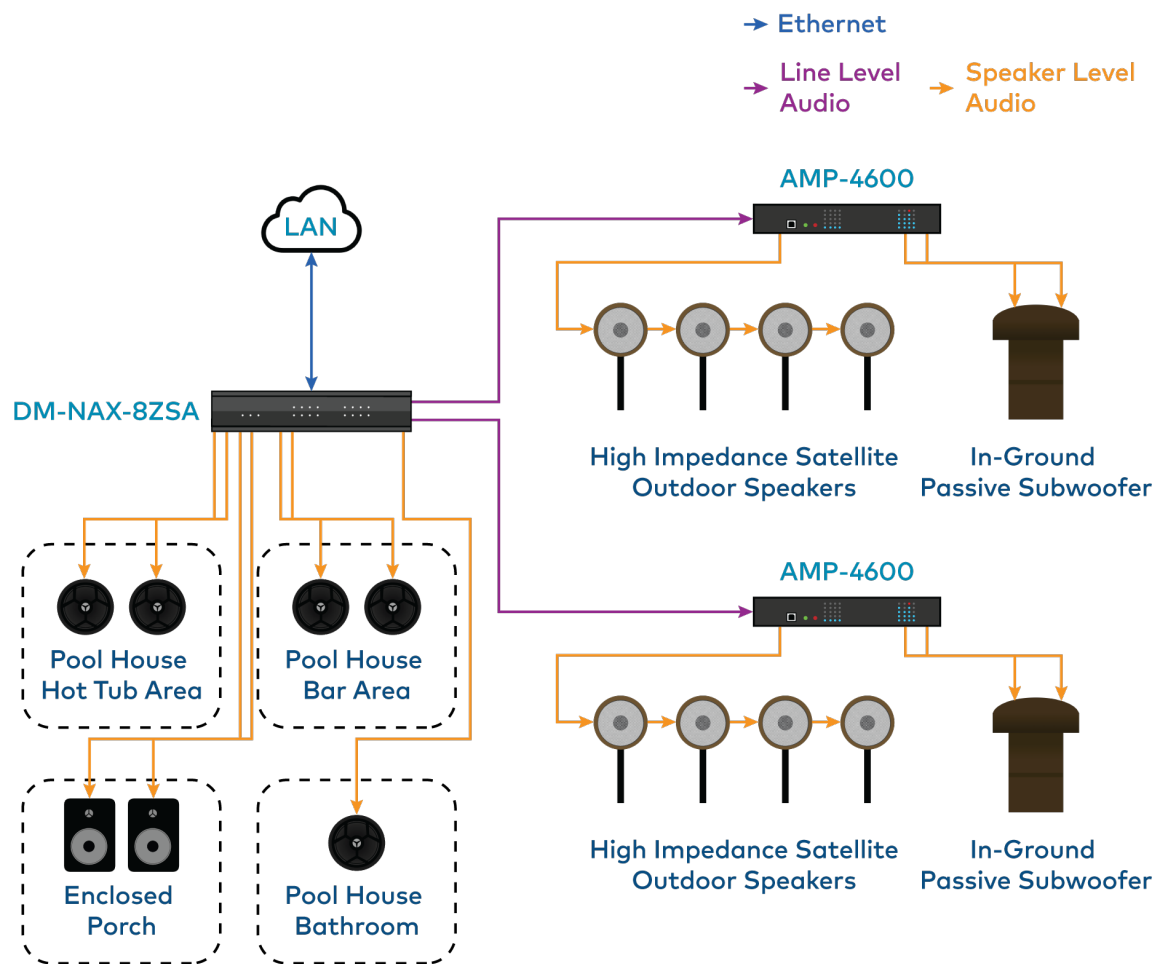 Ethernet
Line Level
Audio
Speaker Level
Audio
AMP-4600
LAN
DM-NAX-8ZSA
High Impedance Satellite
Outdoor Speakers
In-Ground
Passive Subwoofer
AMP-4600
Pool House
Hot Tub Area
Pool House
Bar Area
High Impedance Satellite
Outdoor Speakers
In-Ground
Passive Subwoofer
Enclosed
Porch
Pool House
Bathroom